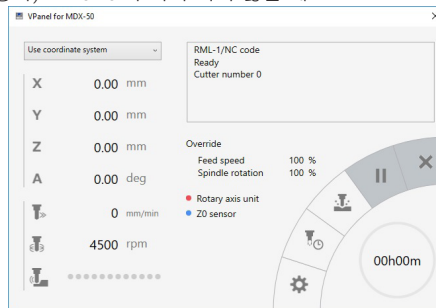 VPanel for MDX-50
Use coordinate system
RML-1/NC code
Ready
Cutter number 0
X 0.00 mm
Y 0.00 mm
Z 0.00 mm
A 0.00 deg
Override
Feed speed 100 %
Spindle rotation 100 %
Rotary axis unit
Z0 sensor
0 mm/min
4500 rpm
00h00m